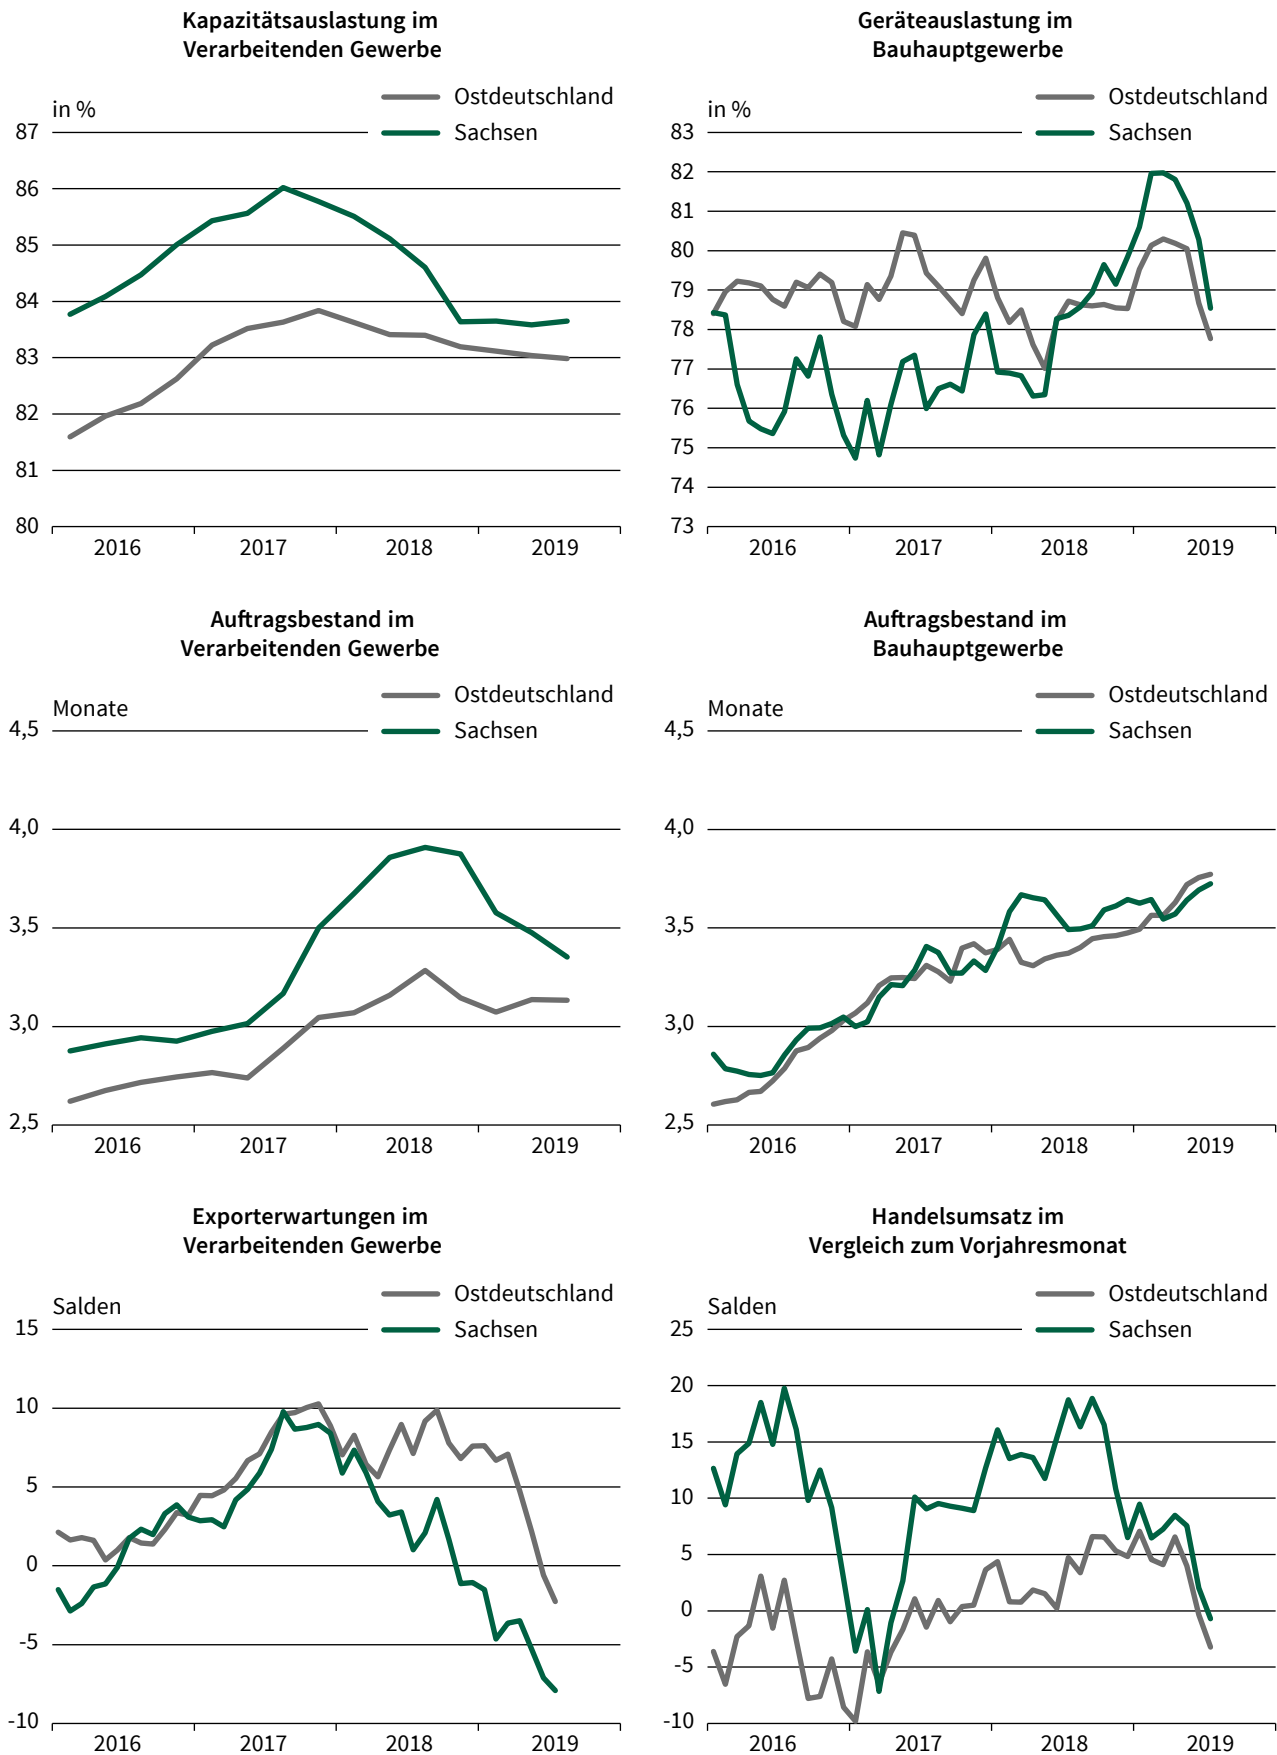 Kapazitätsauslastung im
Verarbeitenden Gewerbe
in %
Ostdeutschland
Sachsen
87
86
85
84
83
82
81
80
2016 2017 2018 2019
Geräteauslastung im
Bauhauptgewerbe
in %
Ostdeutschland
Sachsen
83
82
81
80
79
78
77
76
75
74
73
2016 2017 2018 2019
Auftragsbestand im
Verarbeitenden Gewerbe
Monate
Ostdeutschland
Sachsen
4,5
4,0
3,5
3,0
2,5
2016 2017 2018 2019
Auftragsbestand im
Bauhauptgewerbe
Monate
Ostdeutschland
Sachsen
4,5
4,0
3,5
3,0
2,5
2016 2017 2018 2019
Exporterwartungen im
Verarbeitenden Gewerbe
Salden
Ostdeutschland
Sachsen
15
10
5
0
-5
-10
2016 2017 2018 2019
Handelsumsatz im
Vergleich zum Vorjahresmonat
Salden
Ostdeutschland
Sachsen
25
20
15
10
5
0
-5
-10
2016 2017 2018 2019